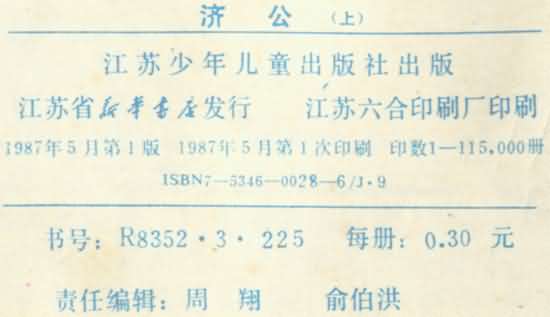 济 公 （上）
江苏少年儿童出版社出版
江苏省新华书店发行 江苏六合印刷厂印刷
1987年5月第1版 1987年5月第1次印刷 印数1—115,000册
ISBN7—5346—0028—6/J·9
书号：R8352·3·225 每册：0.30 元
责任编辑：周 翔 俞伯洪